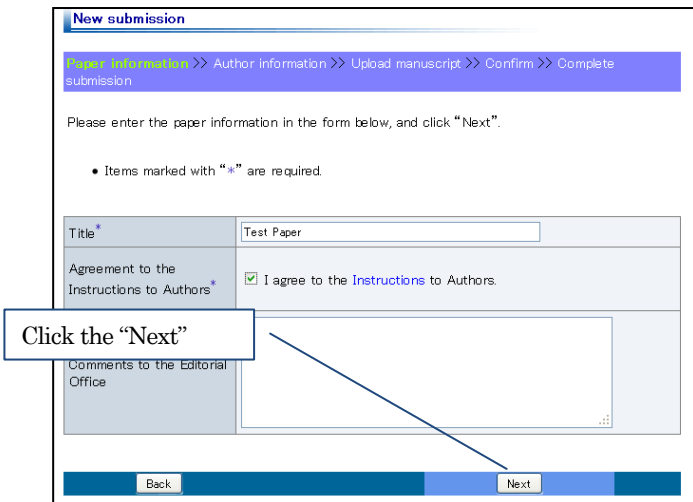 New submission
Paper information >> Author information >> Upload manuscript >> Confirm >> Complete
submission
Please enter the paper information in the form below, and click “Next”.
• Items marked with “*” are required.
Title*
Test Paper
Agreement to the
Instructions to Authors*
I agree to the Instructions to Authors.
Click the “Next”
Comments to the Editorial
Office
Back
Next